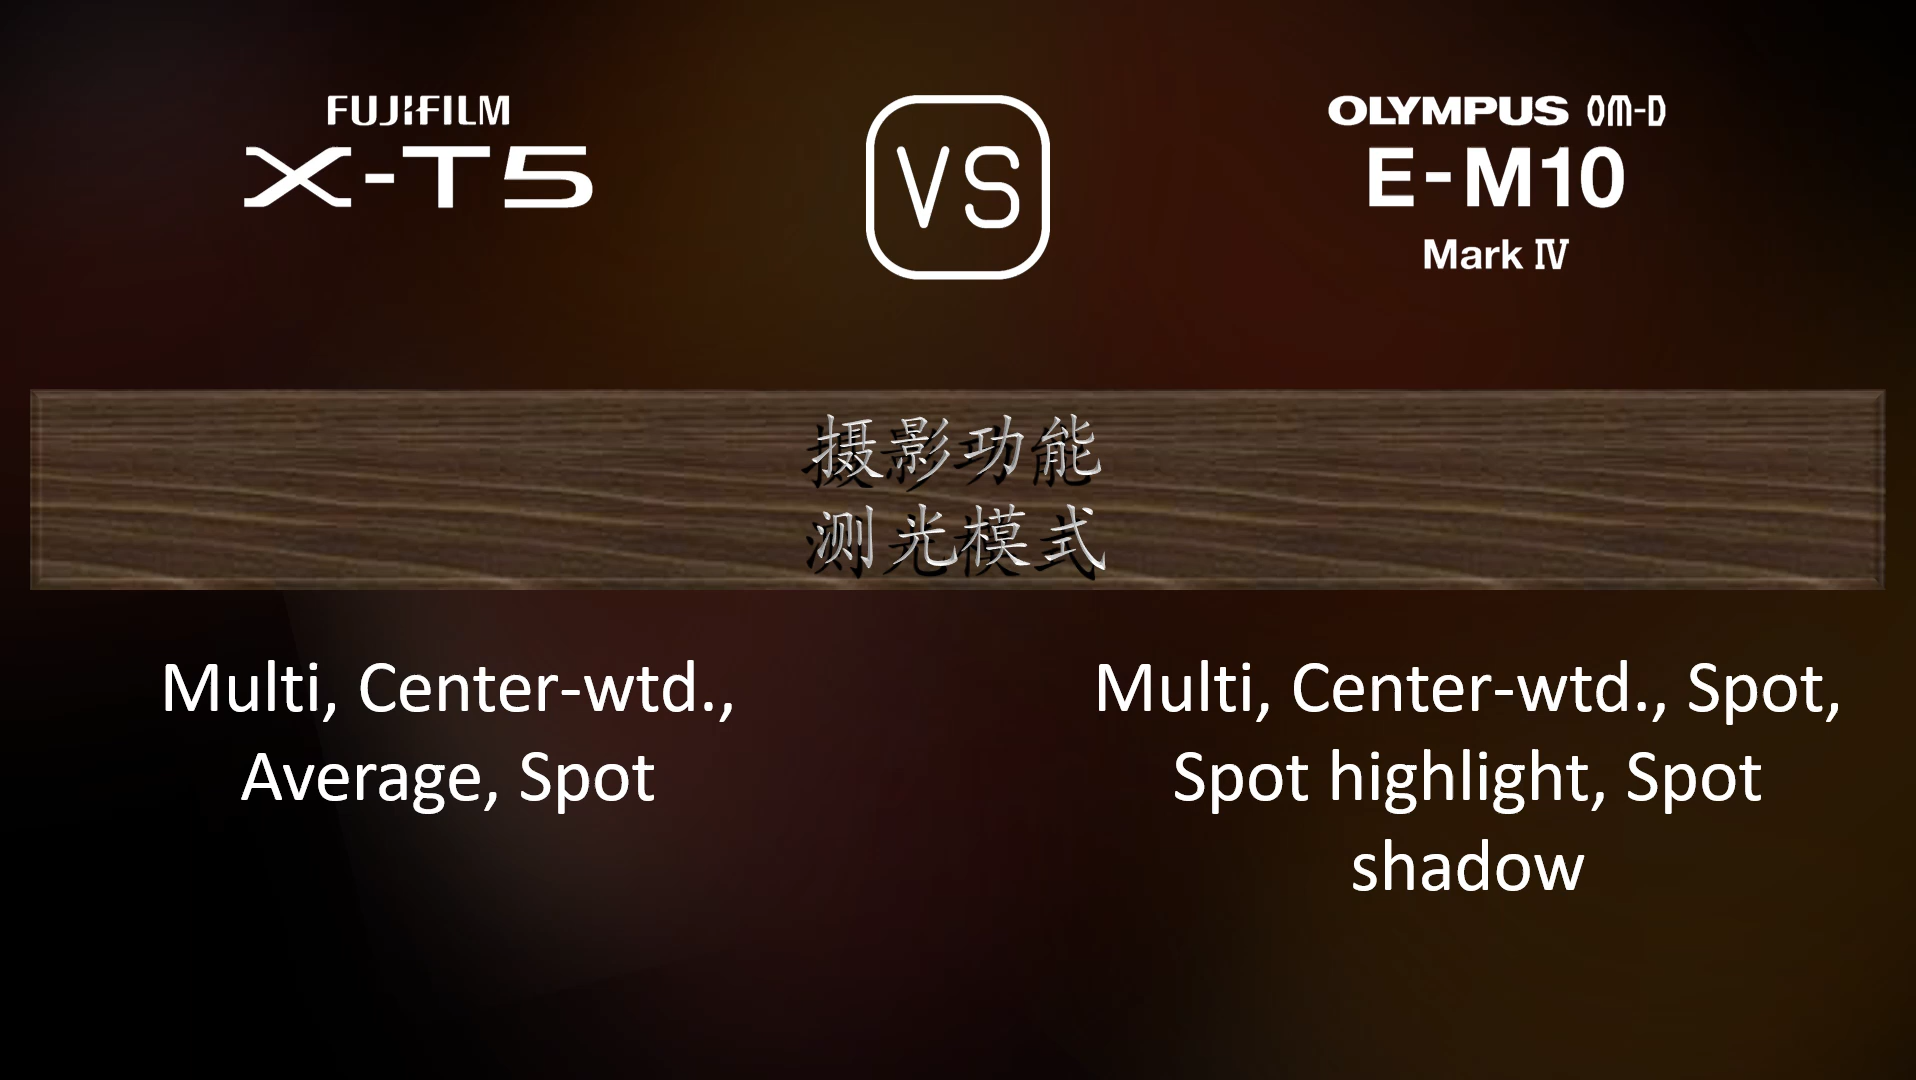 FUJIFILM
X-T5
VS
OLYMPUS OM-D
E-M10
Mark IV
摄影功能
测光模式
Multi, Center-wtd.,
Average, Spot
Multi, Center-wtd., Spot,
Spot highlight, Spot
shadow